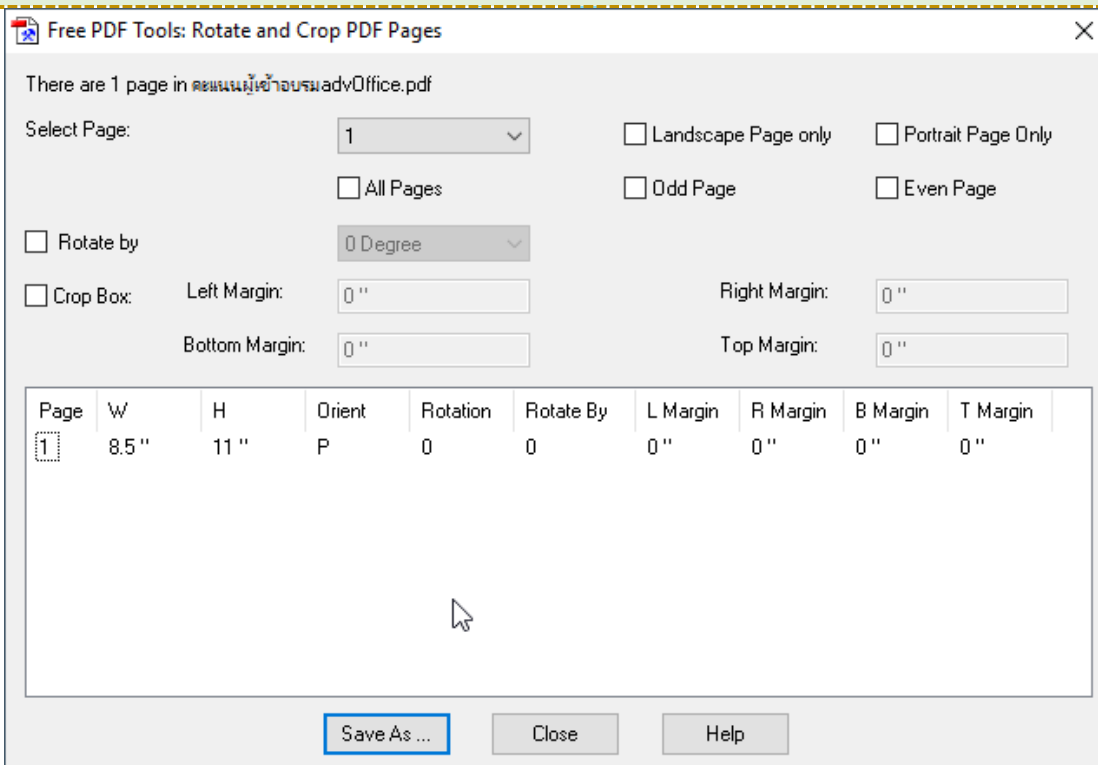 Free PDF Tools: Rotate and Crop PDF Pages
There are 1 page in คะแนนผู้เข้าอบรมadvOffice.pdf
Select Page: 1 Landscape Page only Portrait Page Only
All Pages Odd Page Even Page
Rotate by 0 Degree
Crop Box: Left Margin: 0 " Right Margin: 0 "
Bottom Margin: 0 " Top Margin: 0 "
Page W H Orient Rotation Rotate By L Margin R Margin B Margin T Margin
1 8.5 " 11 " P 0 0 0 " 0 " 0 " 0 "
Save As ... Close Help